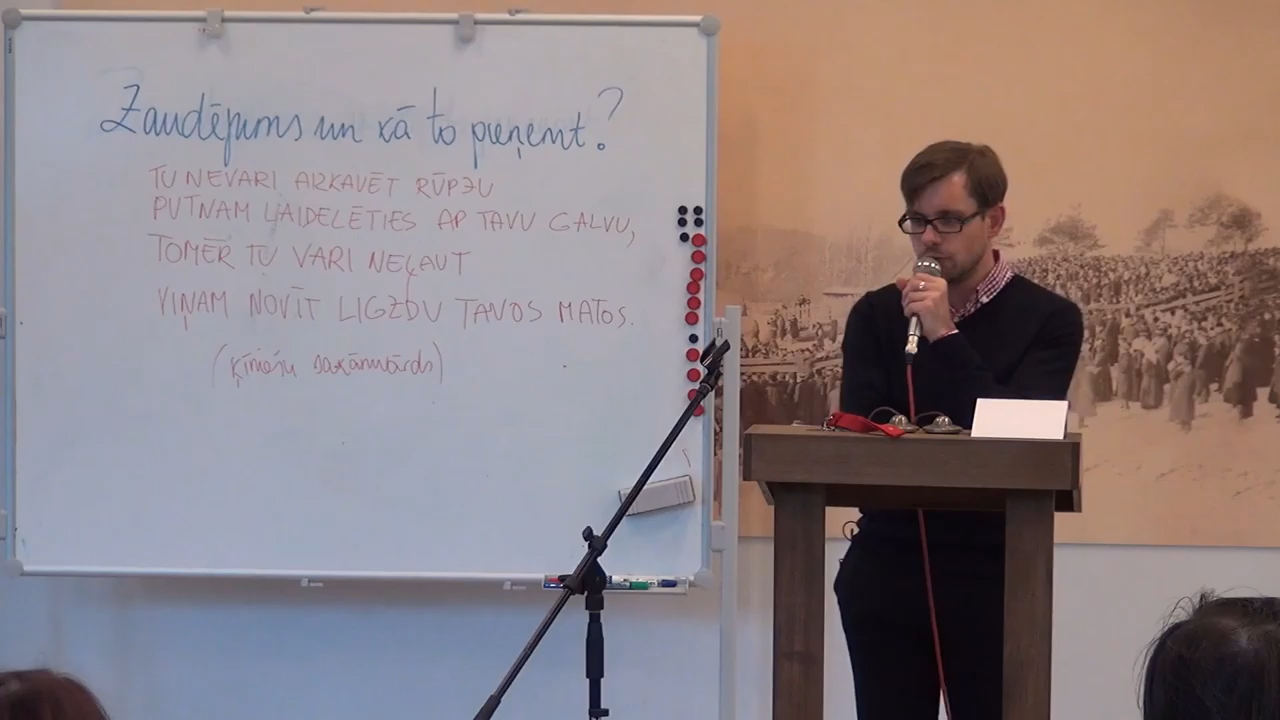 Zaudējums un kā to pieņemt?
TU NEVARI AIZKAVĒT RŪPJU
PUTNAM LAIDELĒTIES AP TAVU GALVU,
TOMĒR TU VARI NEĻAUT
VIŅAM NOVĪT LIGZDU TAVOS MATOS.
(ķīniešu sakāmvārds)